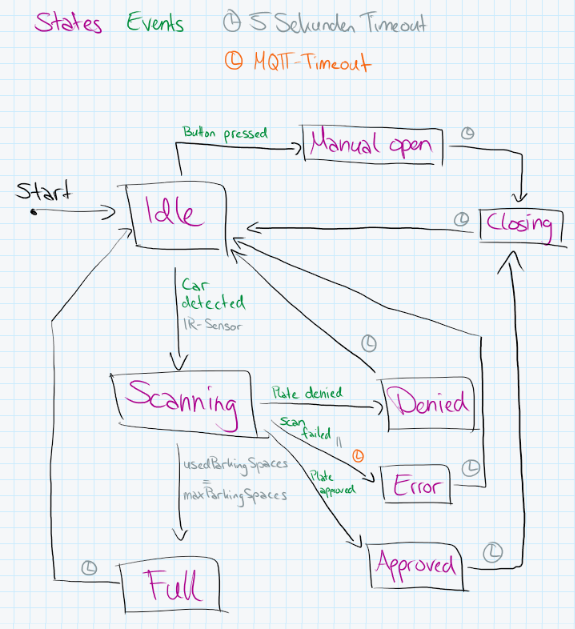 States Events 5 Sekunden Timeout
MQTT-Timeout
Button pressed
Manual open
Start
Idle
Closing
Car
detected
IR-Sensor
Scanning
Plate denied
Denied
Scan
failed ||
usedParkingSpaces
=
maxParkingSpaces
Plate
approved
Error
Approved
Full